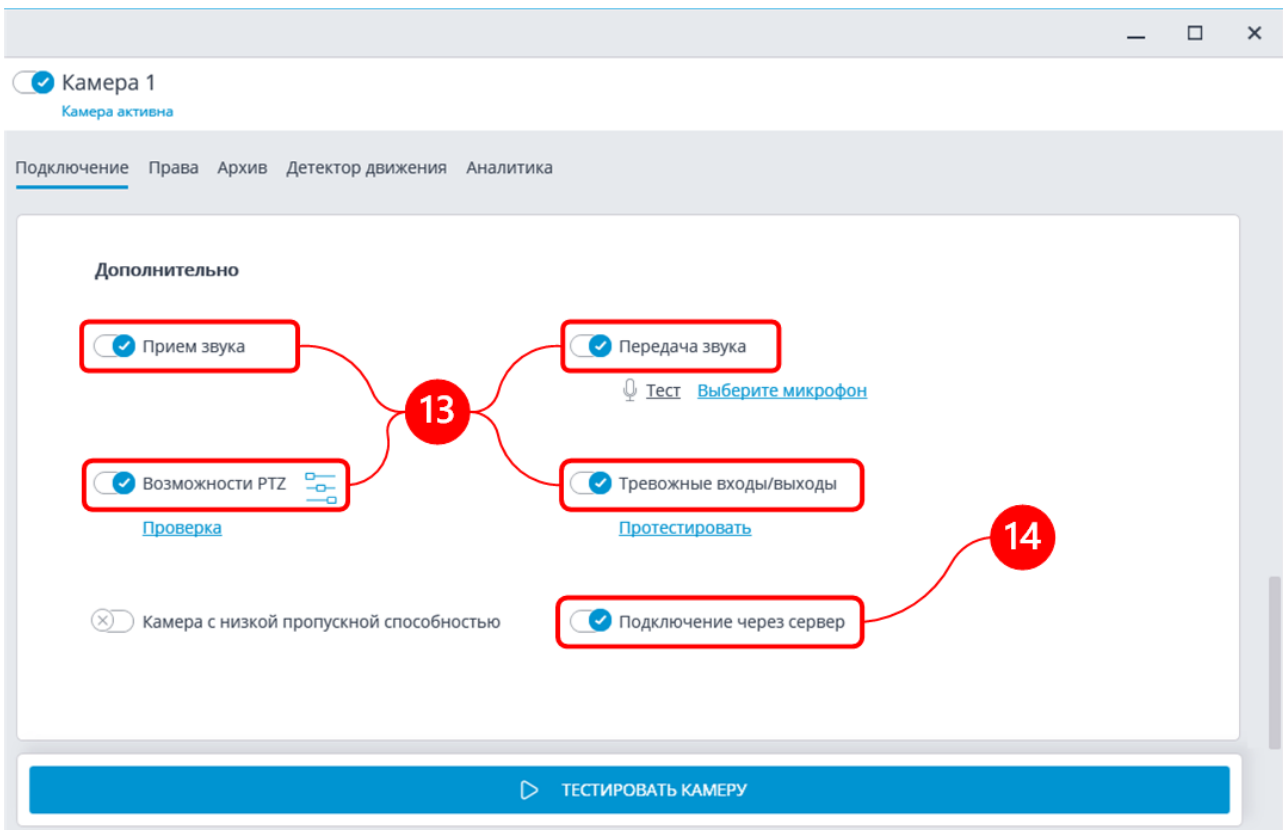 Камера 1
Камера активна
Подключение Права Архив Детектор движения Аналитика
Дополнительно
Прием звука Передача звука
Тест Выберите микрофон
13
Возможности PTZ Тревожные входы/выходы
Проверка Протестировать
14
Камера с низкой пропускной способностью Подключение через сервер
ТЕСТИРОВАТЬ КАМЕРУ